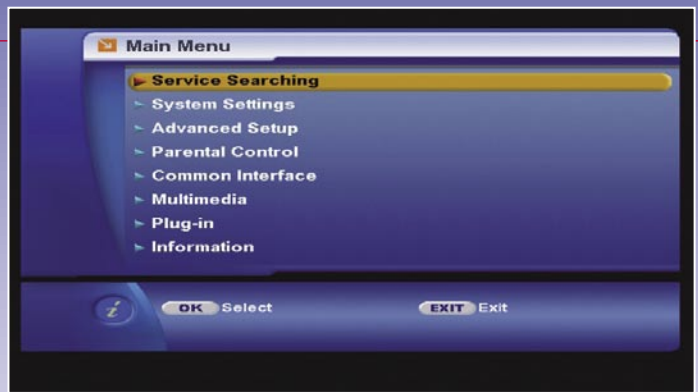 Main Menu
Service Searching
System Settings
Advanced Setup
Parental Control
Common Interface
Multimedia
Plug-in
Information
i OK Select EXIT Exit